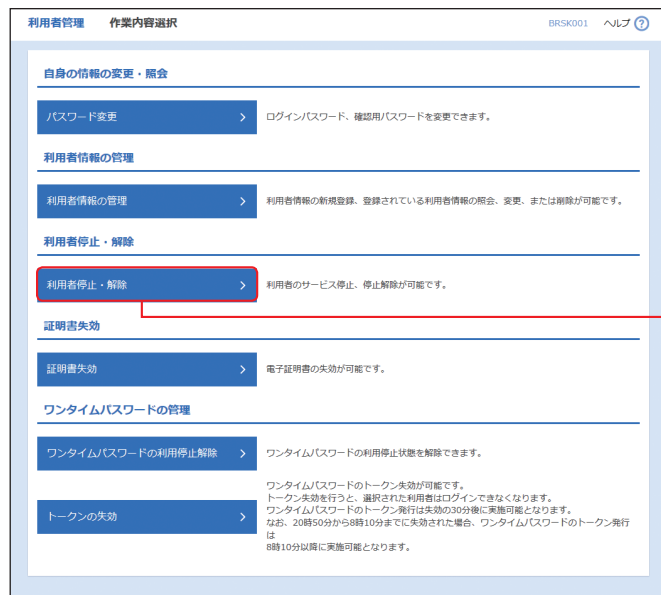 利用者管理 作業内容選択 BRSK001 ヘルプ ?
自身の情報の変更・照会
パスワード変更 > ログインパスワード、確認用パスワードを変更できます。
利用者情報の管理
利用者情報の管理 > 利用者情報の新規登録、登録されている利用者情報の照会、変更、または削除が可能です。
利用者停止・解除
利用者停止・解除 > 利用者のサービス停止、停止解除が可能です。
証明書失効
証明書失効 > 電子証明書の失効が可能です。
ワンタイムパスワードの管理
ワンタイムパスワードの利用停止解除 > ワンタイムパスワードの利用停止状態を解除できます。
トークンの失効 >
ワンタイムパスワードのトークン失効が可能です。
トークン失効を行うと、選択された利用者はログインできなくなります。
ワンタイムパスワードのトークン発行は失効の30分後に実施可能となります。
なお、20時50分から8時10分までに失効された場合、ワンタイムパスワードのトークン発行
は
8時10分以降に実施可能となります。